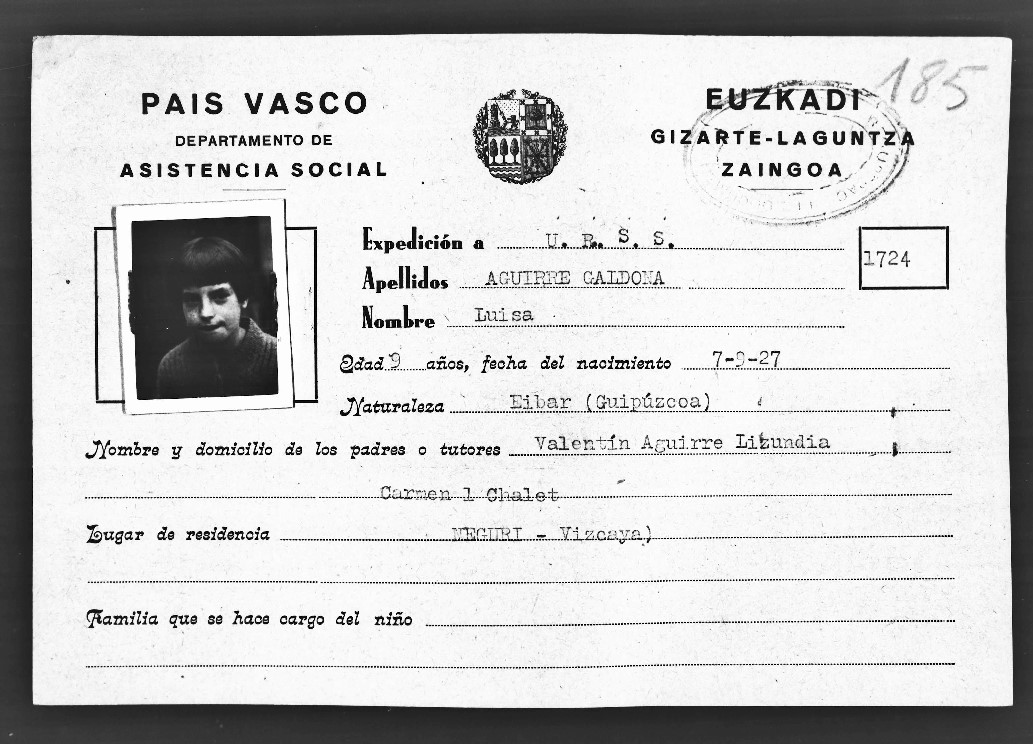 185
PAIS VASCO
DEPARTAMENTO DE
ASISTENCIA SOCIAL
EUZKADI
GIZARTE-LAGUNTZA
ZAINGOA
Expedición a U. R. S. S.
1724
Apellidos AGUIRRE GALDONA
Nombre Luisa
Edad 9 años, fecha del nacimiento 7-9-27
Naturaleza Eibar (Guipúzcoa)
Nombre y domicilio de los padres o tutores Valentín Aguirre Lizundia
Carmen 1 Chalet
Lugar de residencia NEGURI - Vizcaya)
Familia que se hace cargo del niño